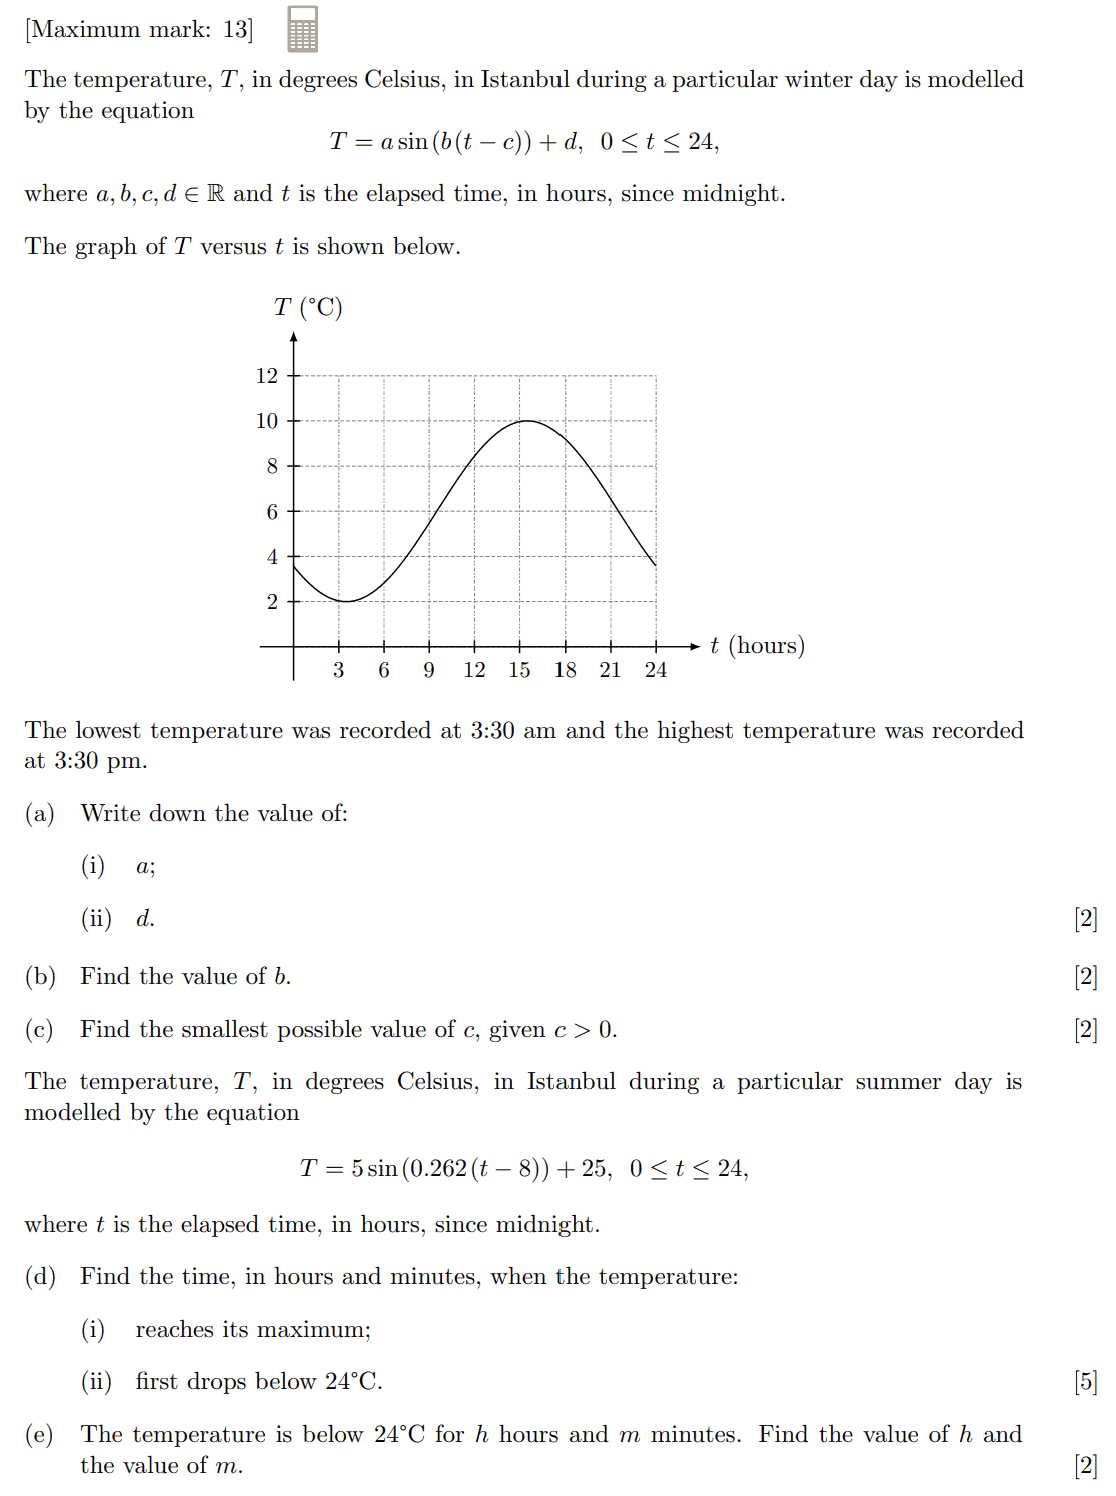 [Maximum mark: 13]
The temperature, T, in degrees Celsius, in Istanbul during a particular winter day is modelled
by the equation
T = a sin(b(t − c)) + d, 0 ≤ t ≤ 24,
where a, b, c, d ∈ ℝ and t is the elapsed time, in hours, since midnight.
The graph of T versus t is shown below.
T (°C)
12
10
8
6
4
2
t (hours)
3 6 9 12 15 18 21 24
The lowest temperature was recorded at 3:30 am and the highest temperature was recorded
at 3:30 pm.
(a) Write down the value of:
(i) a;
(ii) d. [2]
(b) Find the value of b. [2]
(c) Find the smallest possible value of c, given c > 0. [2]
The temperature, T, in degrees Celsius, in Istanbul during a particular summer day is
modelled by the equation
T = 5 sin(0.262(t − 8)) + 25, 0 ≤ t ≤ 24,
where t is the elapsed time, in hours, since midnight.
(d) Find the time, in hours and minutes, when the temperature:
(i) reaches its maximum;
(ii) first drops below 24°C. [5]
(e) The temperature is below 24°C for h hours and m minutes. Find the value of h and
the value of m. [2]